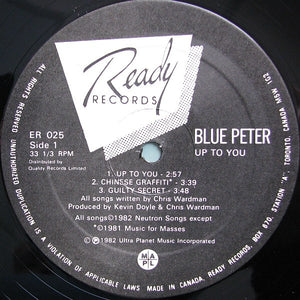 Ready
RECORDS
ER 025
Side 1
33 1/3 RPM
Distributed by
Quality Records Limited
BLUE PETER
UP TO YOU
1. UP TO YOU - 2:57
2. CHINESE GRAFFITI* - 3:39
3. GUILTY SECRET - 3:48
All songs written by Chris Wardman
Produced by Kevin Doyle & Chris Wardman
All songs©1982 Neutron Songs except
*©1981 Music for Masses
℗©1982 Ultra Planet Music Incorporated
M A
P L
ALL RIGHTS RESERVED. UNAUTHORIZED DUPLICATION IS A VIOLATION OF APPLICABLE LAWS MADE IN CANADA, READY RECORDS, BOX 670, STATION "A", TORONTO, CANADA M5W 1G2